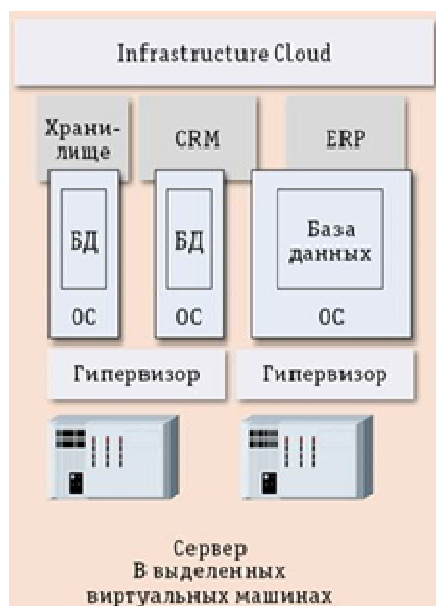 Infrastructure Cloud
Храни-
лище
CRM
ERP
БД
БД
База
данных
ОС
ОС
ОС
Гипервизор
Гипервизор
Сервер
В выделенных
виртуальных машинах